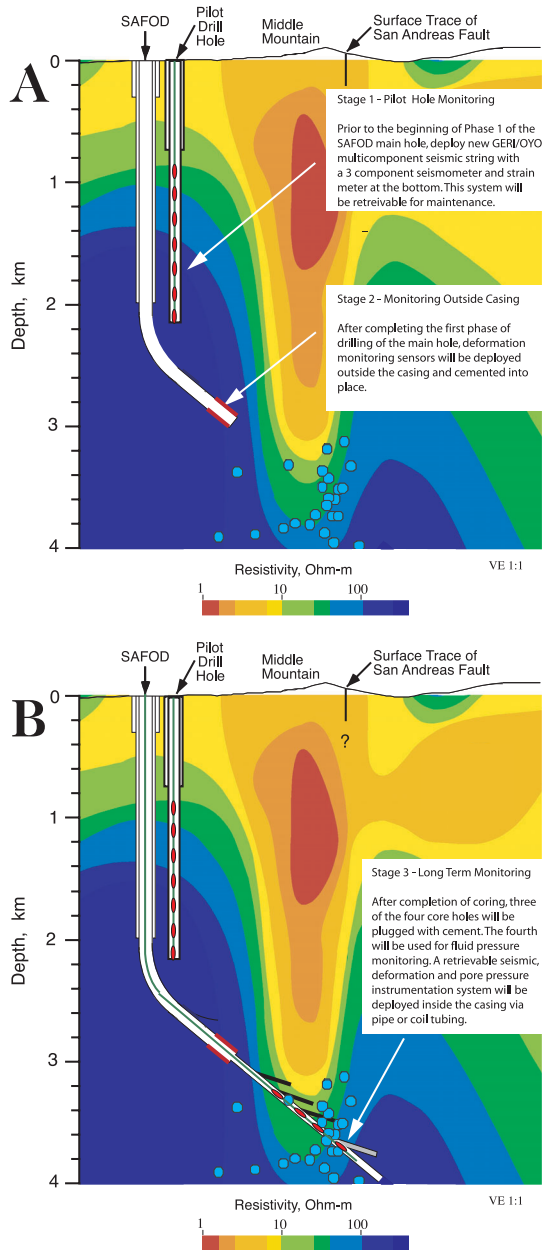 A
SAFOD
Pilot
Drill
Hole
Middle
Mountain
Surface Trace of
San Andreas Fault
0
1
2
3
4
Depth, km
Stage 1 - Pilot Hole Monitoring
Prior to the beginning of Phase 1 of the
SAFOD main hole, deploy new GERI/OYO
multicomponent seismic string with
a 3 component seismometer and strain
meter at the bottom. This system will
be retreivable for maintenance.
Stage 2 - Monitoring Outside Casing
After completing the first phase of
drilling of the main hole, deformation
monitoring sensors will be deployed
outside the casing and cemented into
place.
Resistivity, Ohm-m
VE 1:1
1 10 100
B
SAFOD
Pilot
Drill
Hole
Middle
Mountain
Surface Trace of
San Andreas Fault
?
0
1
2
3
4
Depth, km
Stage 3 - Long Term Monitoring
After completion of coring, three
of the four core holes will be
plugged with cement. The fourth
will be used for fluid pressure
monitoring. A retrievable seismic,
deformation and pore pressure
instrumentation system will be
deployed inside the casing via
pipe or coil tubing.
Resistivity, Ohm-m
VE 1:1
1 10 100